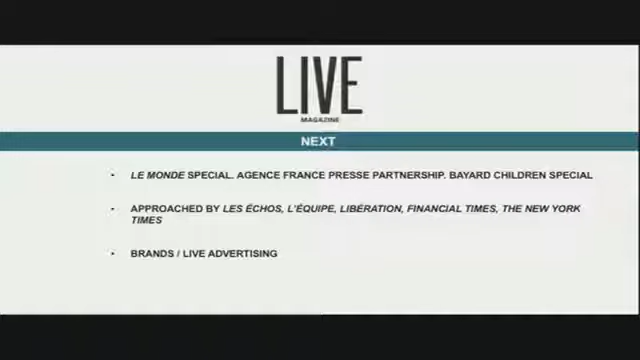 LIVE
MAGAZINE
NEXT
• LE MONDE SPECIAL. AGENCE FRANCE PRESSE PARTNERSHIP. BAYARD CHILDREN SPECIAL
• APPROACHED BY LES ÉCHOS, L'ÉQUIPE, LIBÉRATION, FINANCIAL TIMES, THE NEW YORK
TIMES
• BRANDS / LIVE ADVERTISING